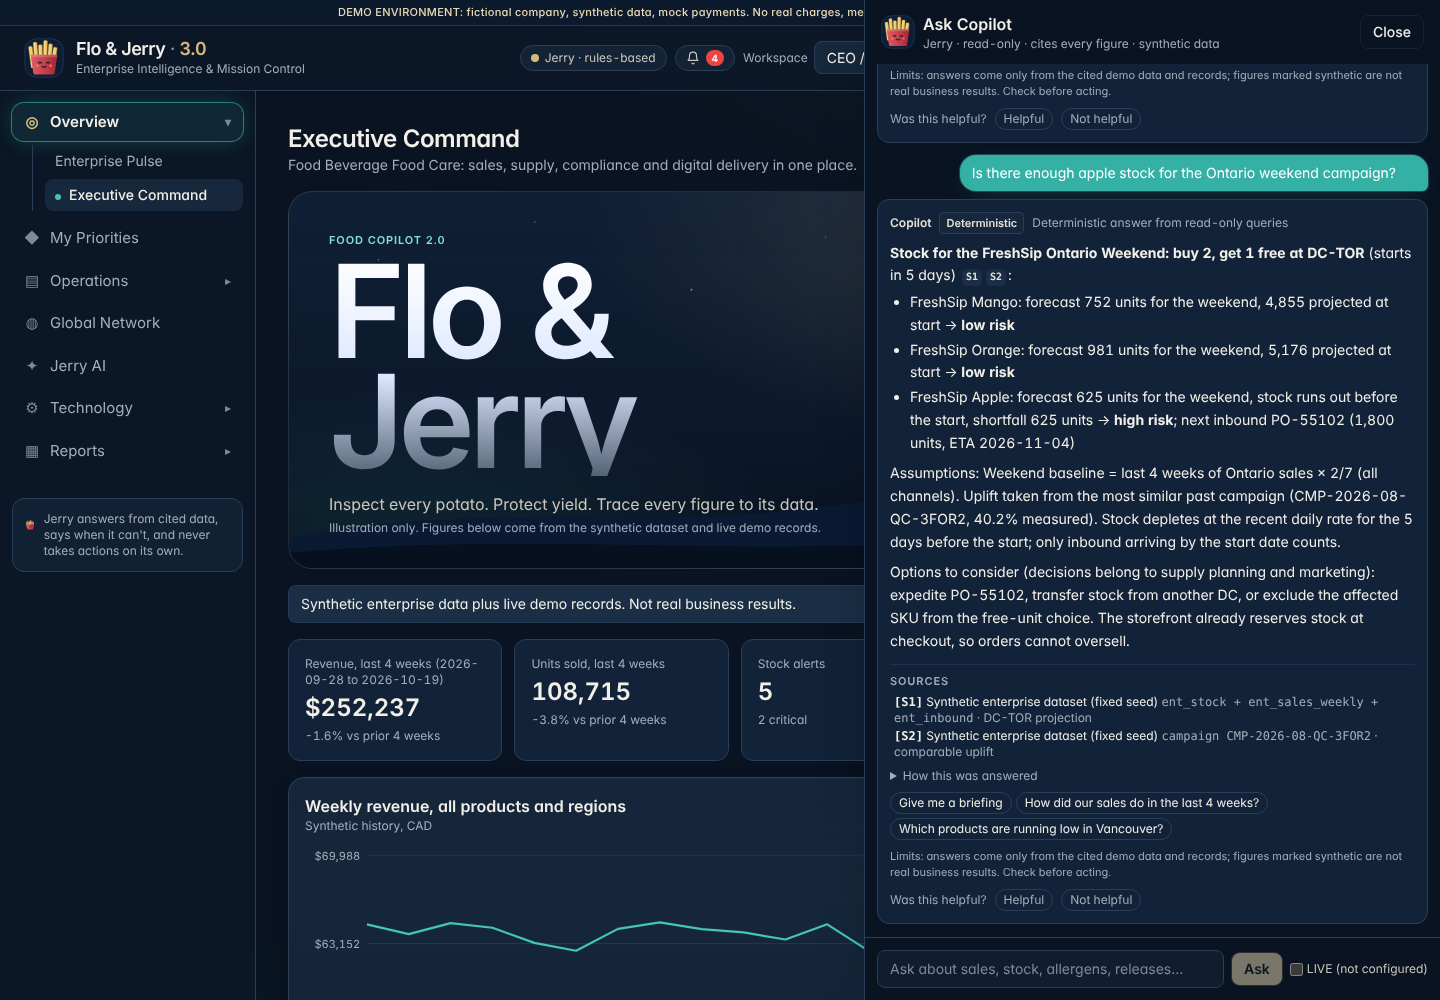 DEMO ENVIRONMENT: fictional company, synthetic data, mock payments. No real charges, me
Flo & Jerry · 3.0
Enterprise Intelligence & Mission Control
Jerry · rules-based
4
Workspace
CEO /
Overview
Enterprise Pulse
Executive Command
My Priorities
Operations
Global Network
Jerry AI
Technology
Reports
Jerry answers from cited data,
says when it can't, and never
takes actions on its own.
Executive Command
Food Beverage Food Care: sales, supply, compliance and digital delivery in one place.
FOOD COPILOT 2.0
Flo &
Jerry
Inspect every potato. Protect yield. Trace every figure to its data.
Illustration only. Figures below come from the synthetic dataset and live demo records.
Synthetic enterprise data plus live demo records. Not real business results.
Revenue, last 4 weeks (2026-
09-28 to 2026-10-19)
$252,237
-1.6% vs prior 4 weeks
Units sold, last 4 weeks
108,715
-3.8% vs prior 4 weeks
Stock alerts
5
2 critical
Weekly revenue, all products and regions
Synthetic history, CAD
$69,988
$63,152
Ask Copilot
Jerry · read-only · cites every figure · synthetic data
Close
Limits: answers come only from the cited demo data and records; figures marked synthetic are not
real business results. Check before acting.
Was this helpful? Helpful Not helpful
Is there enough apple stock for the Ontario weekend campaign?
Copilot Deterministic Deterministic answer from read-only queries
Stock for the FreshSip Ontario Weekend: buy 2, get 1 free at DC-TOR (starts
in 5 days) S1 S2 :
• FreshSip Mango: forecast 752 units for the weekend, 4,855 projected at
start → low risk
• FreshSip Orange: forecast 981 units for the weekend, 5,176 projected at
start → low risk
• FreshSip Apple: forecast 625 units for the weekend, stock runs out before
the start, shortfall 625 units → high risk; next inbound PO-55102 (1,800
units, ETA 2026-11-04)
Assumptions: Weekend baseline = last 4 weeks of Ontario sales × 2/7 (all
channels). Uplift taken from the most similar past campaign (CMP-2026-08-
QC-3FOR2, 40.2% measured). Stock depletes at the recent daily rate for the 5
days before the start; only inbound arriving by the start date counts.
Options to consider (decisions belong to supply planning and marketing):
expedite PO-55102, transfer stock from another DC, or exclude the affected
SKU from the free-unit choice. The storefront already reserves stock at
checkout, so orders cannot oversell.
SOURCES
[S1] Synthetic enterprise dataset (fixed seed) ent_stock + ent_sales_weekly +
ent_inbound · DC-TOR projection
[S2] Synthetic enterprise dataset (fixed seed) campaign CMP-2026-08-QC-3FOR2 ·
comparable uplift
How this was answered
Give me a briefing How did our sales do in the last 4 weeks?
Which products are running low in Vancouver?
Limits: answers come only from the cited demo data and records; figures marked synthetic are not
real business results. Check before acting.
Was this helpful? Helpful Not helpful
Ask about sales, stock, allergens, releases...
Ask
LIVE (not configured)